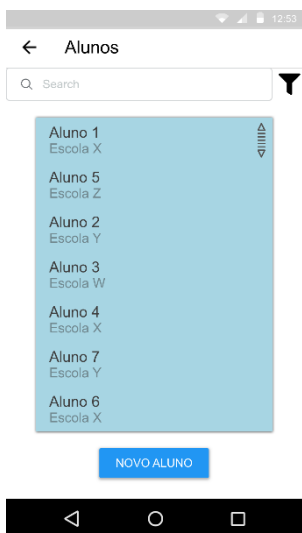 12:53
Alunos
Search
Aluno 1
Escola X
Aluno 5
Escola Z
Aluno 2
Escola Y
Aluno 3
Escola W
Aluno 4
Escola X
Aluno 7
Escola Y
Aluno 6
Escola X
NOVO ALUNO